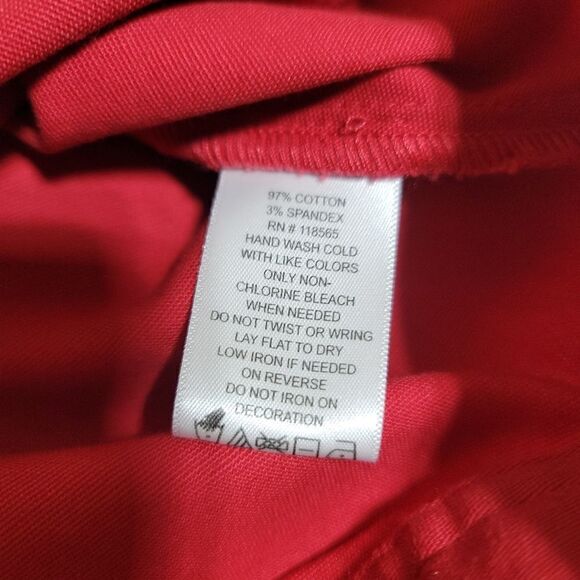 97% COTTON
3% SPANDEX
RN # 118565
HAND WASH COLD
WITH LIKE COLORS
ONLY NON-
CHLORINE BLEACH
WHEN NEEDED
DO NOT TWIST OR WRING
LAY FLAT TO DRY
LOW IRON IF NEEDED
ON REVERSE
DO NOT IRON ON
DECORATION